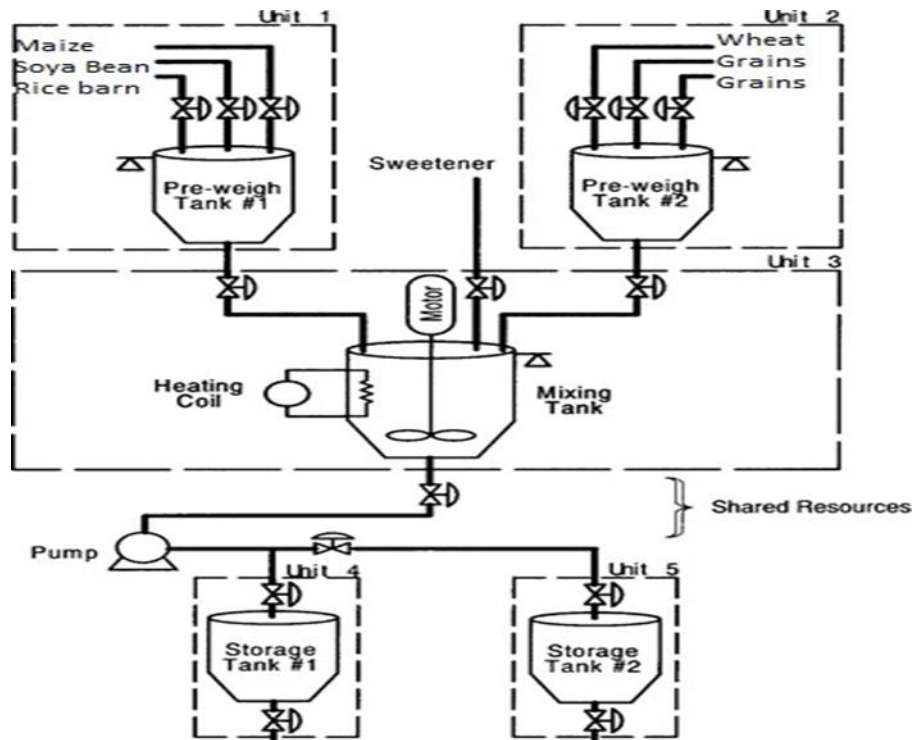 Unit 1
Unit 2
Maize
Soya Bean
Rice barn
Wheat
Grains
Grains
Sweetener
Pre-weigh
Tank #1
Pre-weigh
Tank #2
Unit 3
Motor
Heating
Coil
Mixing
Tank
Shared Resources
Pump
Unit 4
Unit 5
Storage
Tank #1
Storage
Tank #2